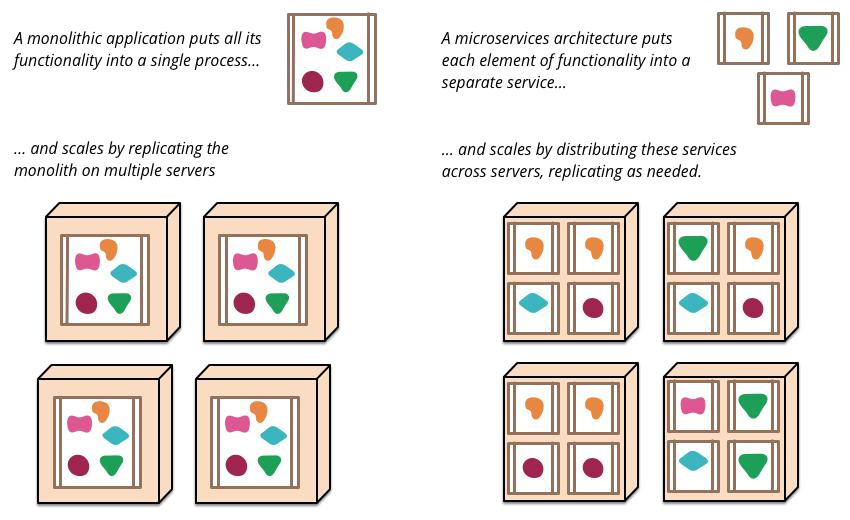 A monolithic application puts all its
functionality into a single process...
A microservices architecture puts
each element of functionality into a
separate service...
... and scales by replicating the
monolith on multiple servers
... and scales by distributing these services
across servers, replicating as needed.